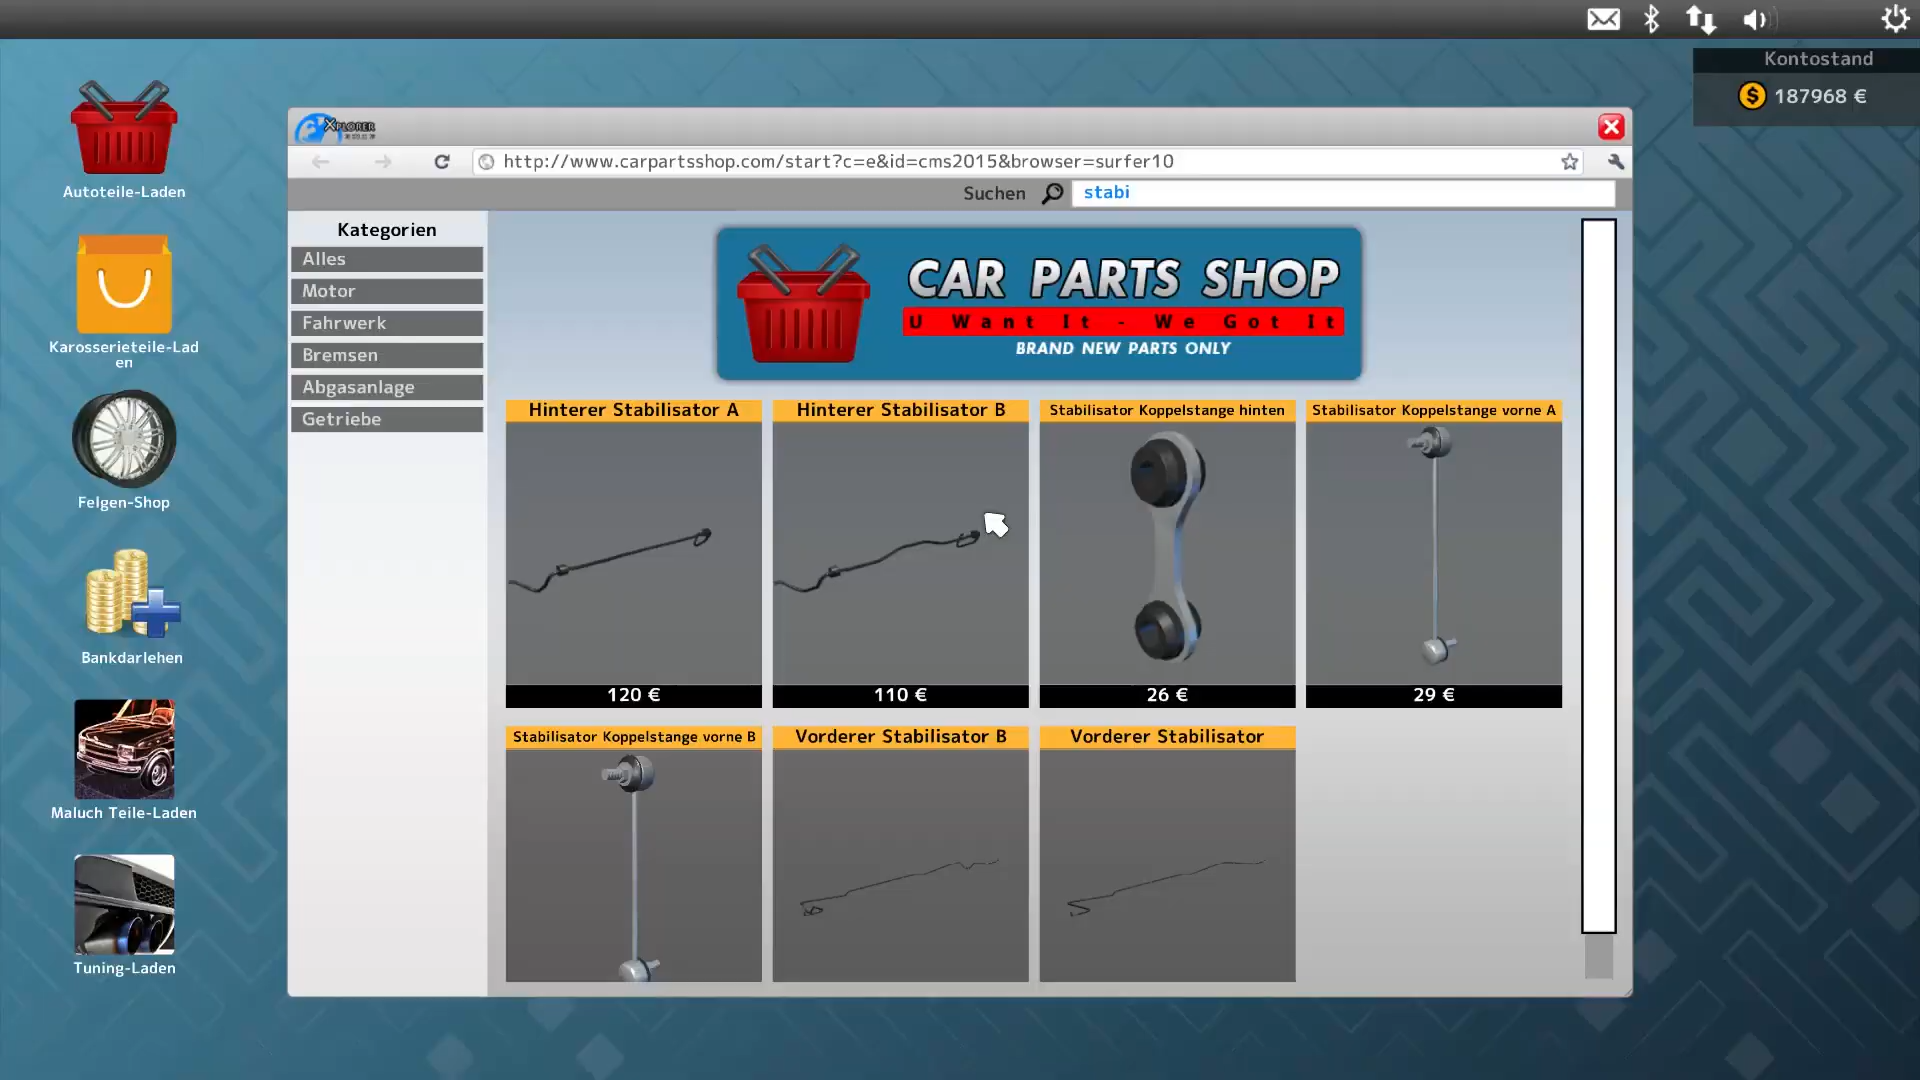 Kontostand
187968 €
Autoteile-Laden
Karosserieteile-Lad
en
Felgen-Shop
Bankdarlehen
Maluch Teile-Laden
Tuning-Laden
XPLORER
http://www.carpartsshop.com/start?c=e&id=cms2015&browser=surfer10
Suchen stabi
Kategorien
Alles
Motor
Fahrwerk
Bremsen
Abgasanlage
Getriebe
CAR PARTS SHOP
U Want It - We Got It
BRAND NEW PARTS ONLY
Hinterer Stabilisator A
120 €
Hinterer Stabilisator B
110 €
Stabilisator Koppelstange hinten
26 €
Stabilisator Koppelstange vorne A
29 €
Stabilisator Koppelstange vorne B
Vorderer Stabilisator B
Vorderer Stabilisator